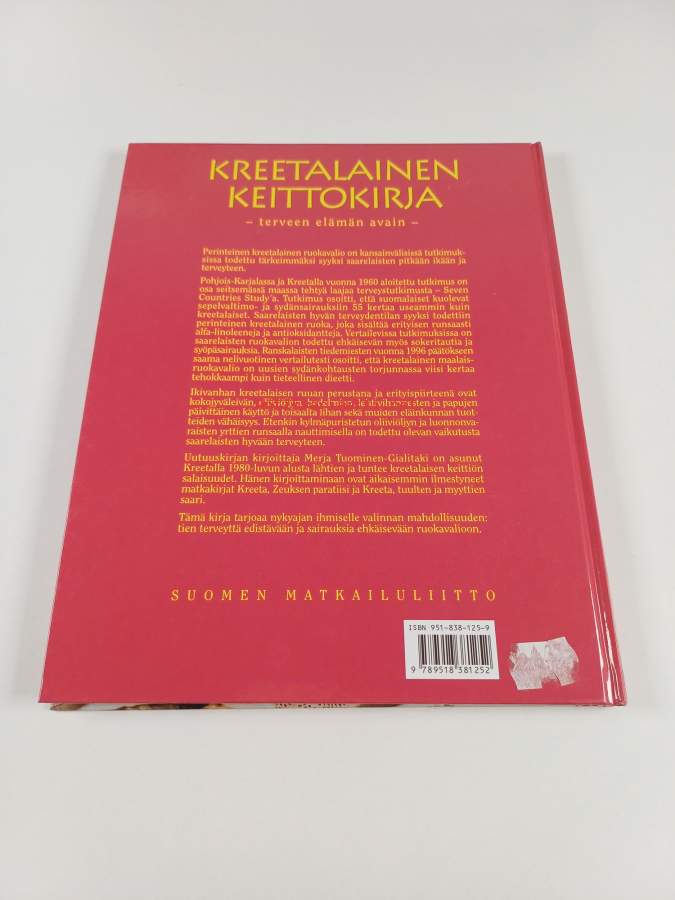 KREETALAINEN
KEITTOKIRJA
– terveen elämän avain –
Perinteinen kreetalainen ruokavalio on kansainvälisissä tutkimuk-
sissa todettu tärkeimmäksi syyksi saarelaisten pitkään ikään ja
terveyteen.
Pohjois-Karjalassa ja Kreetalla vuonna 1960 aloitettu tutkimus on
osa seitsemässä maassa tehtyä laajaa terveystutkimusta – Seven
Countries Study'a. Tutkimus osoitti, että suomalaiset kuolevat
sepelvaltimo- ja sydänsairauksiin 55 kertaa useammin kuin
kreetalaiset. Saarelaisten hyvän terveydentilan syyksi todettiin
perinteinen kreetalainen ruoka, joka sisältää erityisen runsaasti
alfa-linoleeneja ja antioksidantteja. Vertailevissa tutkimuksissa on
saarelaisten ruokavalion todettu ehkäisevän myös sokeritautia ja
syöpäsairauksia. Ranskalaisten tiedemiesten vuonna 1996 päätökseen
saama nelivuotinen vertailutesti osoitti, että kreetalainen maalais-
ruokavalio on uusien sydänkohtausten torjunnassa viisi kertaa
tehokkaampi kuin tieteellinen dieetti.
Ikivanhan kreetalaisen ruuan perustana ja erityispiirteenä ovat
kokojyväleivän, oliiviöljyn, hedelmien, lehtivihannesten ja papujen
päivittäinen käyttö ja toisaalta lihan sekä muiden eläinkunnan tuot-
teiden vähäisyys. Etenkin kylmäpuristetun oliiviöljyn ja luonnonva-
raisten yrttien runsaalla nauttimisella on todettu olevan vaikutusta
saarelaisten hyvään terveyteen.
Uutuuskirjan kirjoittaja Merja Tuominen-Gialitaki on asunut
Kreetalla 1980-luvun alusta lähtien ja tuntee kreetalaisen keittiön
salaisuudet. Hänen kirjoittaminaan ovat aikaisemmin ilmestyneet
matkakirjat Kreeta, Zeuksen paratiisi ja Kreeta, tuulten ja myyttien
saari.
Tämä kirja tarjoaa nykyajan ihmiselle valinnan mahdollisuuden:
tien terveyttä edistävään ja sairauksia ehkäisevään ruokavalioon.
SUOMEN MATKAILULIITTO
ISBN 951-838-125-9
9 789518 381252